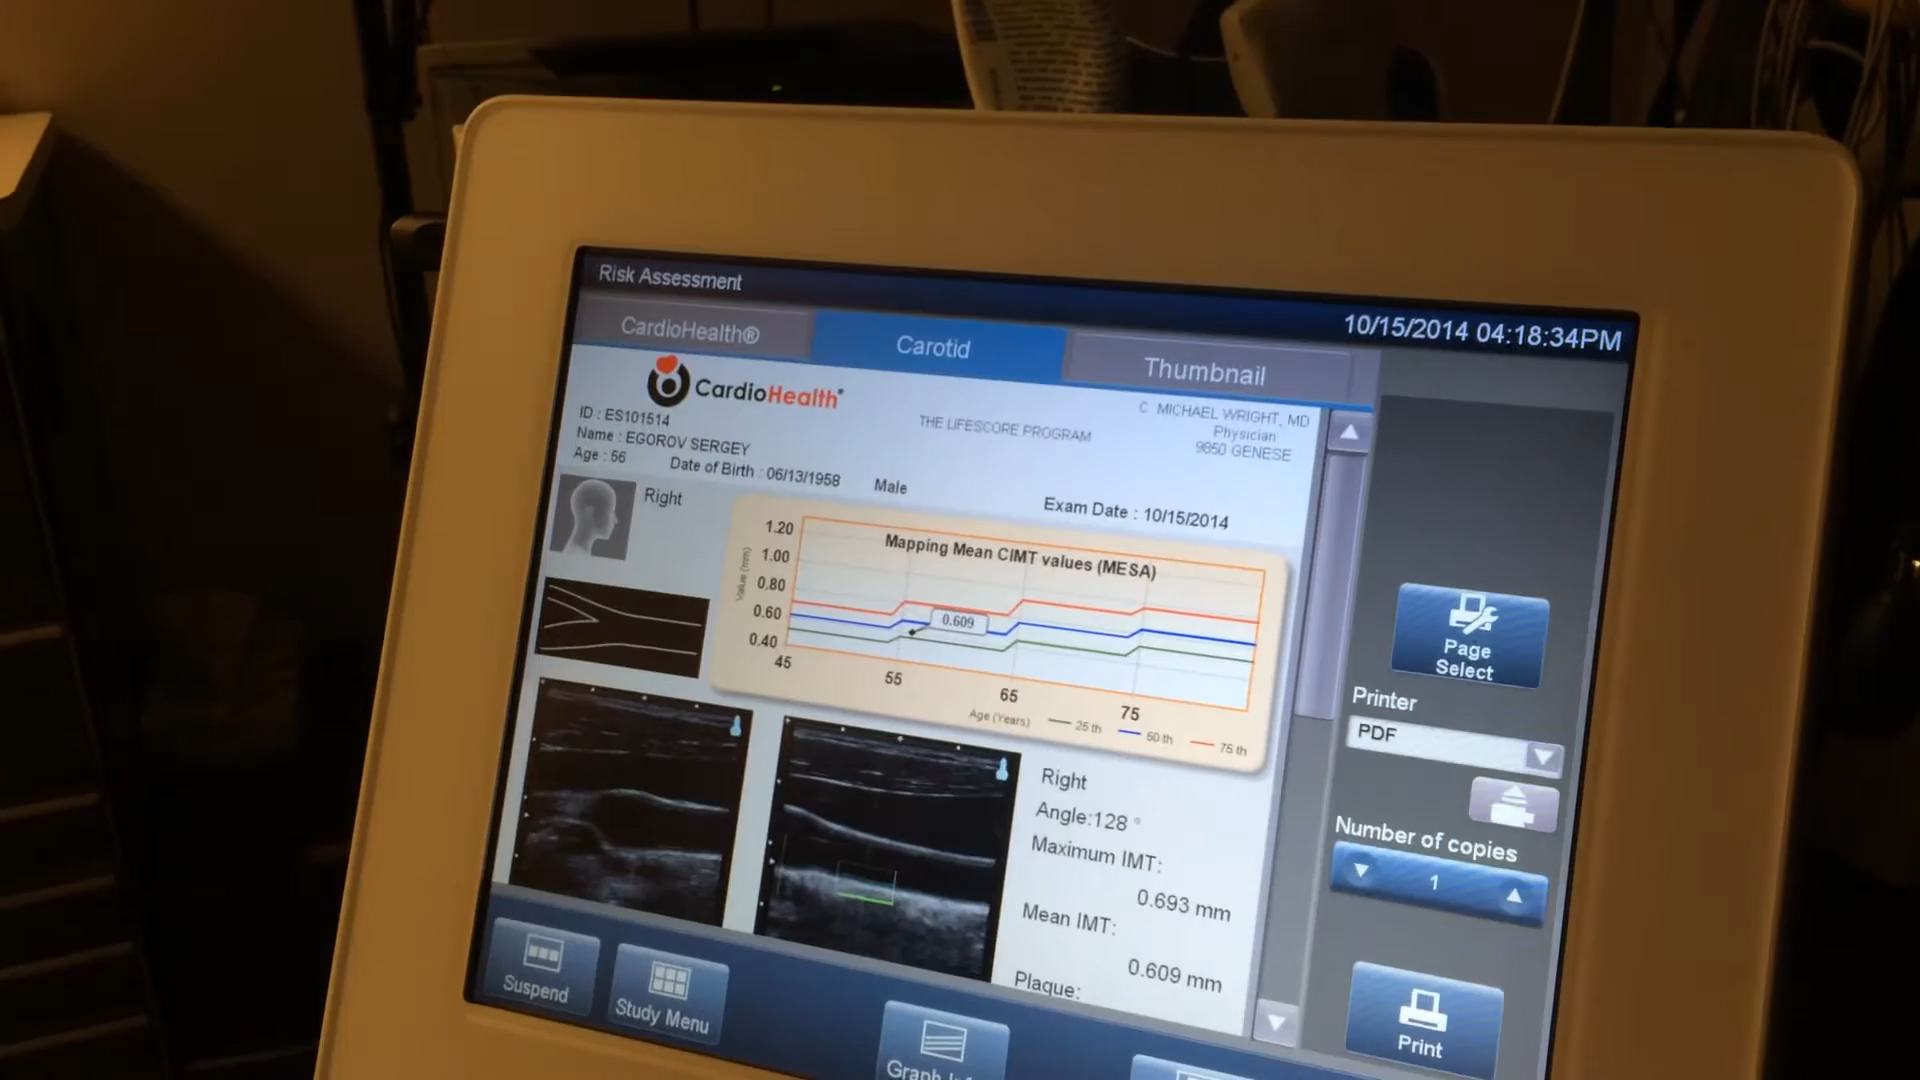 Risk Assessment
10/15/2014 04:18:34PM
CardioHealth®
Carotid
Thumbnail
CardioHealth®
ID : ES101514
Name : EGOROV SERGEY
Age : 56
Date of Birth : 06/13/1958
Male
THE LIFESCORE PROGRAM
C MICHAEL WRIGHT, MD
Physician
9850 GENESE
Exam Date : 10/15/2014
Right
Mapping Mean CIMT values (MESA)
Value (mm)
1.20
1.00
0.80
0.60
0.40
0.609
45
55
65
75
Age (Years)
25 th
50 th
75 th
Right
Angle:128 °
Maximum IMT:
0.693 mm
Mean IMT:
0.609 mm
Plaque:
Page
Select
Printer
PDF
Number of copies
1
Print
Suspend
Study Menu
Graph